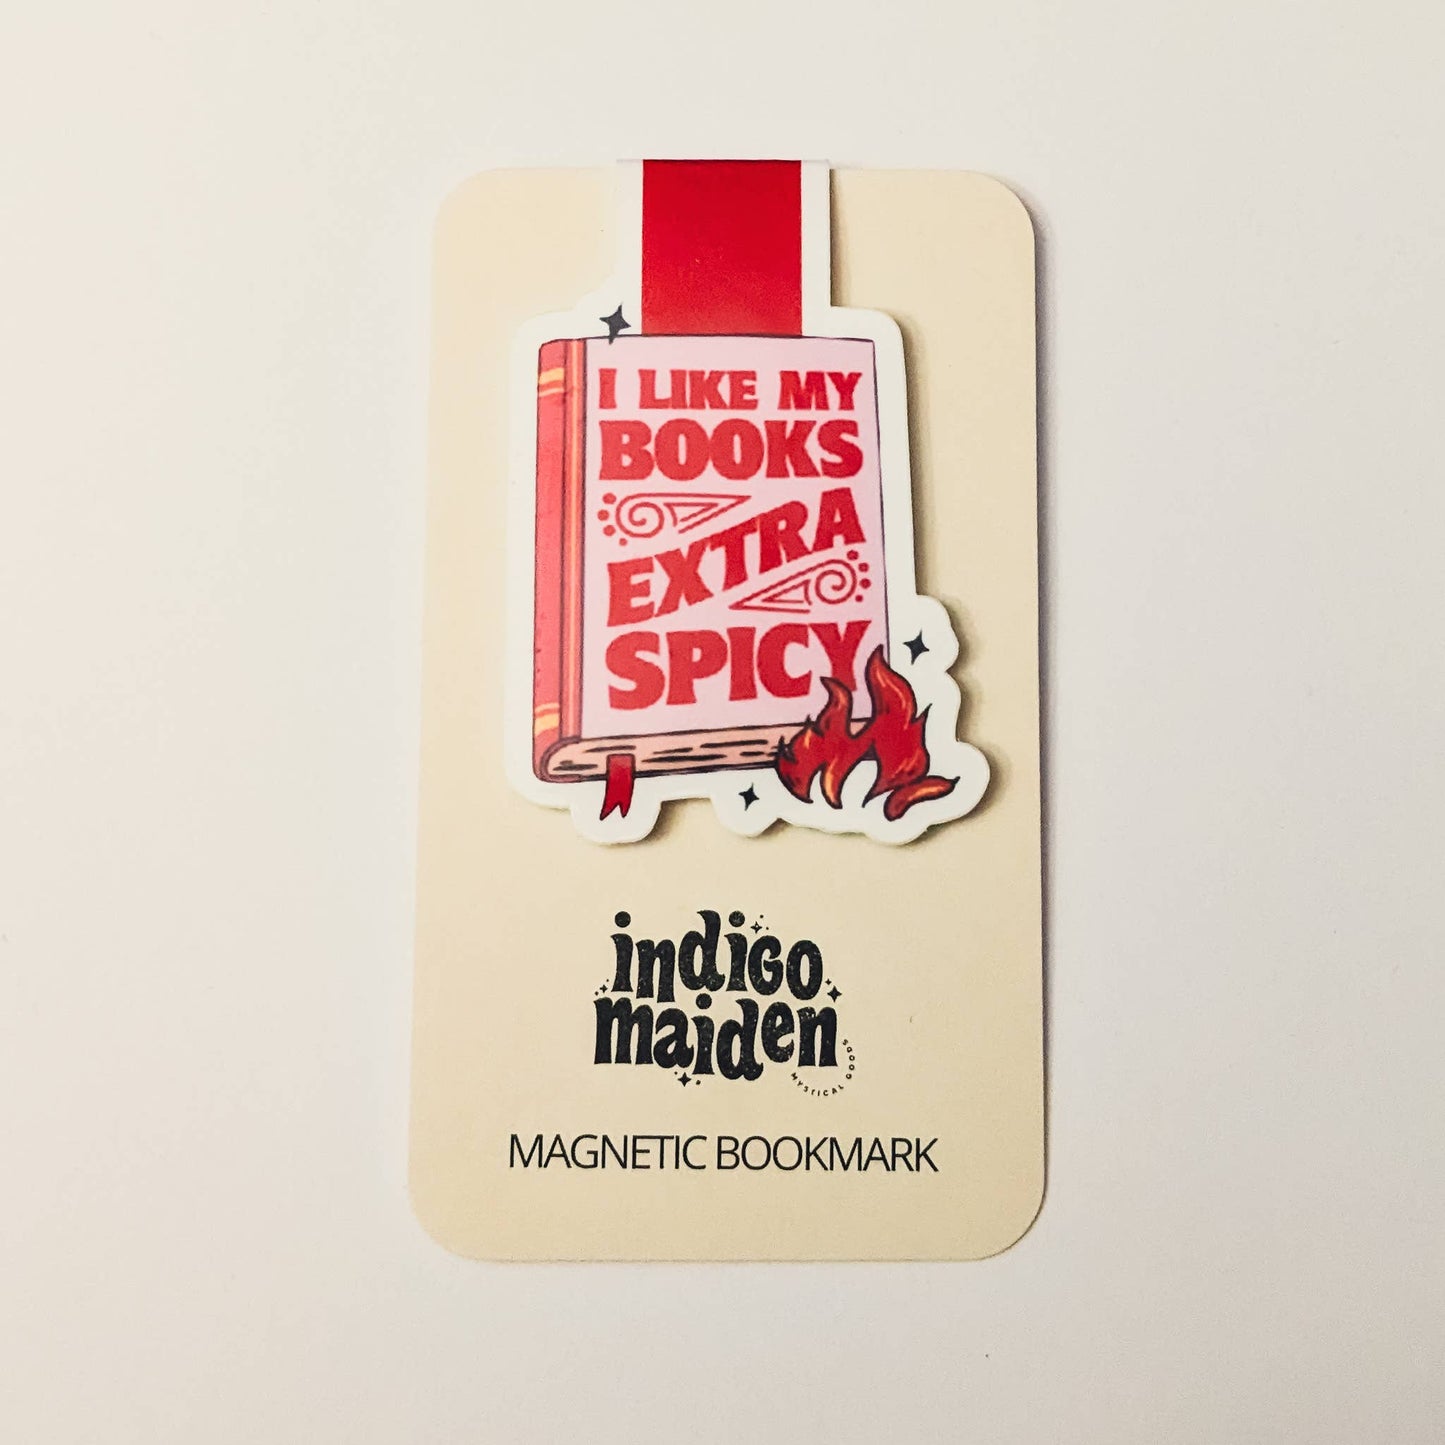 I LIKE MY
BOOKS
EXTRA
SPICY
indigo
maiden
MYSTICAL GOODS
MAGNETIC BOOKMARK